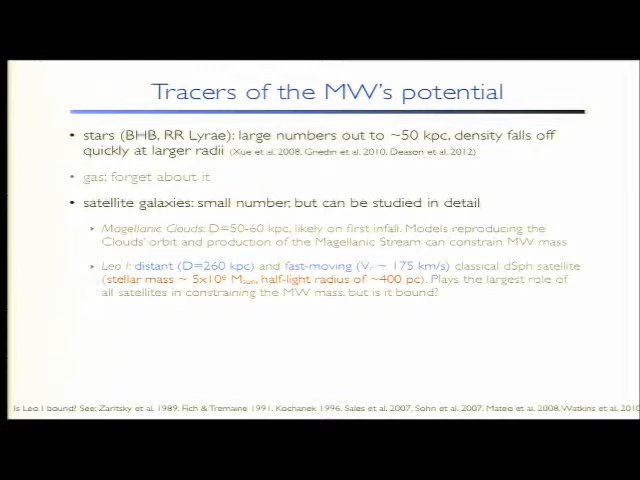 Tracers of the MW's potential
• stars (BHB, RR Lyrae): large numbers out to ~50 kpc, density falls off
quickly at larger radii (Xue et al. 2008, Gnedin et al. 2010, Deason et al. 2012)
• gas: forget about it
• satellite galaxies: small number, but can be studied in detail
▸ Magellanic Clouds: D=50-60 kpc, likely on first infall. Models reproducing the
Clouds' orbit and production of the Magellanic Stream can constrain MW mass
▸ Leo I: distant (D=260 kpc) and fast-moving (Vr ~ 175 km/s) classical dSph satellite
(stellar mass ~ 5x10⁶ Msun, half-light radius of ~400 pc). Plays the largest role of
all satellites in constraining the MW mass, but is it bound?
Is Leo I bound? See: Zaritsky et al. 1989, Fich & Tremaine 1991, Kochanek 1996, Sales et al. 2007, Sohn et al. 2007, Mateo et al. 2008, Watkins et al. 2010